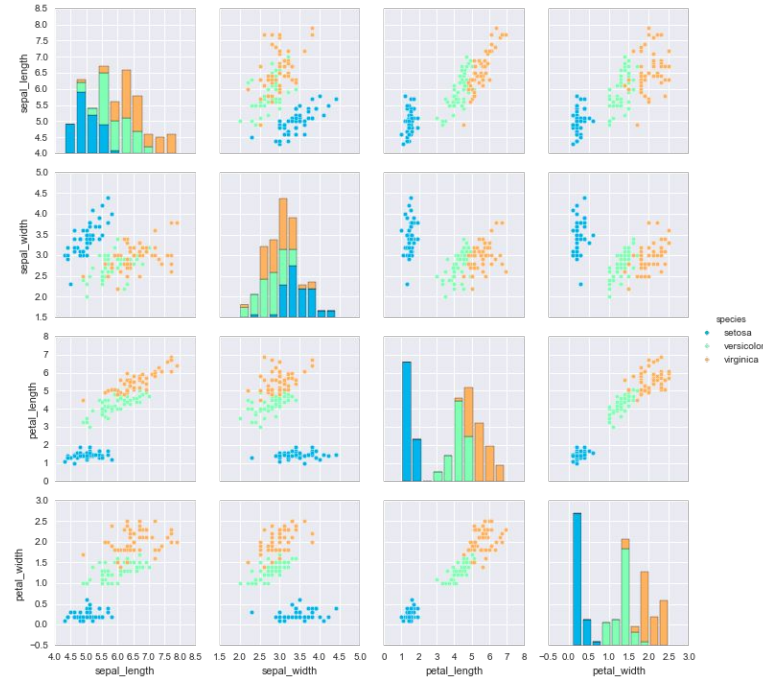 8.5
8.0
7.5
7.0
6.5
6.0
5.5
5.0
4.5
4.0
sepal_length
5.0
4.5
4.0
3.5
3.0
2.5
2.0
1.5
sepal_width
species
setosa
versicolor
virginica
8
7
6
5
4
3
2
1
0
petal_length
3.0
2.5
2.0
1.5
1.0
0.5
0.0
−0.5
petal_width
4.0 4.5 5.0 5.5 6.0 6.5 7.0 7.5 8.0 8.5
1.5 2.0 2.5 3.0 3.5 4.0 4.5 5.0
0 1 2 3 4 5 6 7 8
−0.5 0.0 0.5 1.0 1.5 2.0 2.5 3.0
sepal_length
sepal_width
petal_length
petal_width